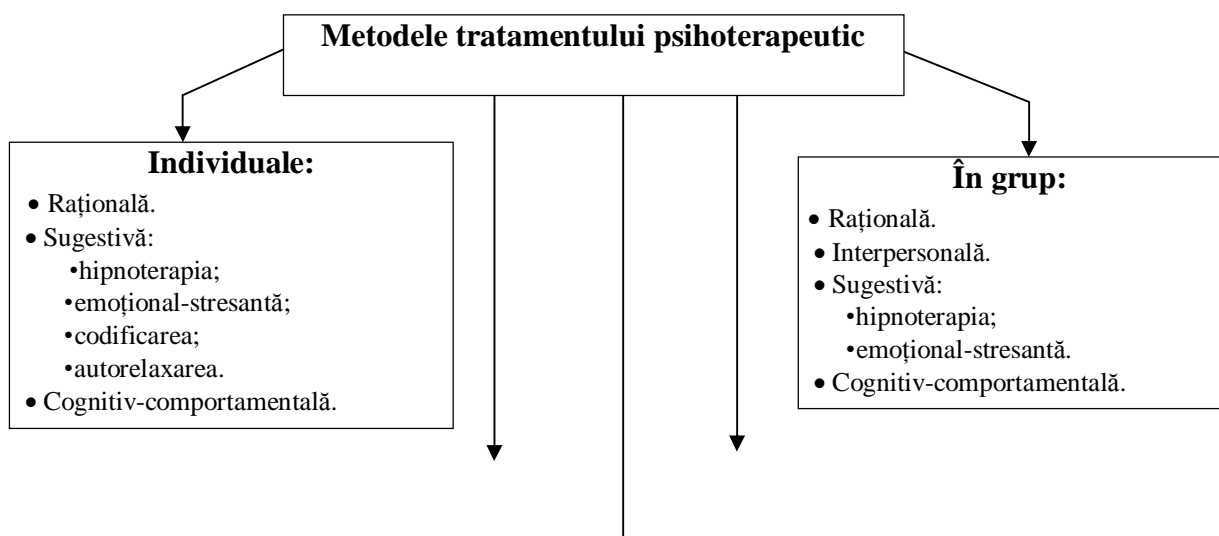 Metodele tratamentului psihoterapeutic
Individuale:
• Rațională.
• Sugestivă:
•hipnoterapia;
•emoțional-stresantă;
•codificarea;
•autorelaxarea.
• Cognitiv-comportamentală.
În grup:
• Rațională.
• Interpersonală.
• Sugestivă:
•hipnoterapia;
•emoțional-stresantă.
• Cognitiv-comportamentală.